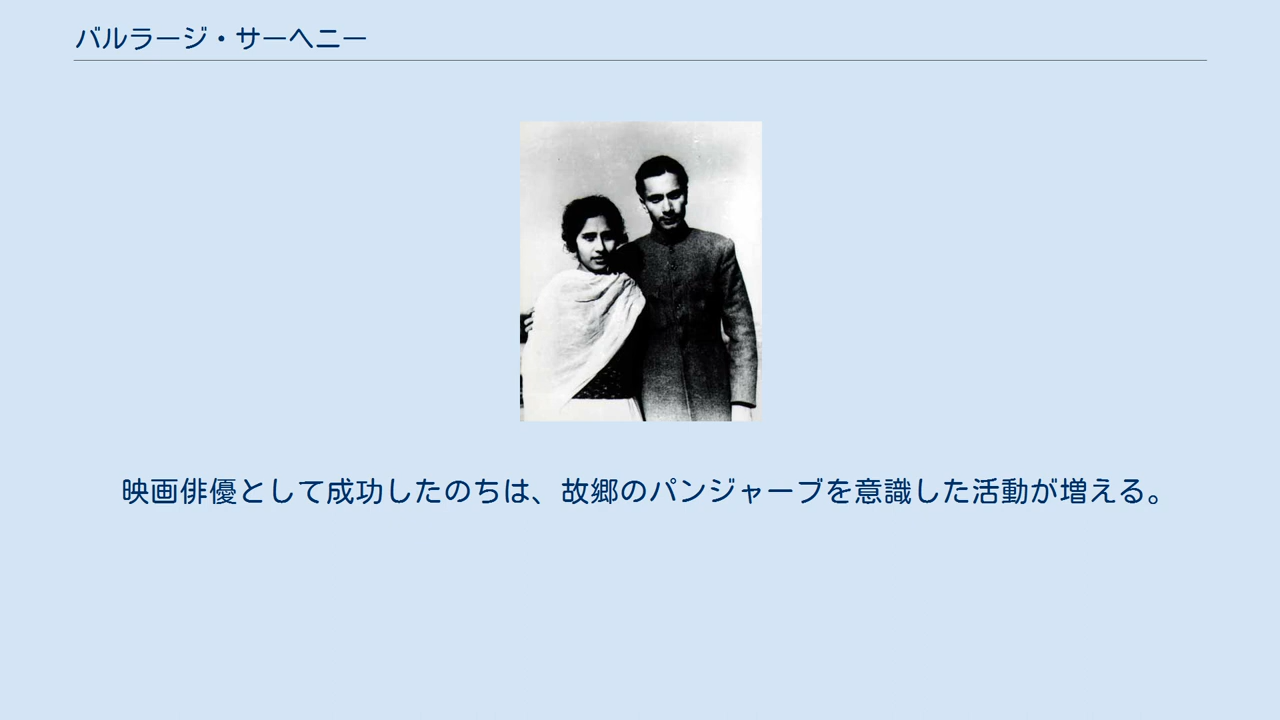 バルラージ・サーヘニー
映画俳優として成功したのちは、故郷のパンジャーブを意識した活動が増える。